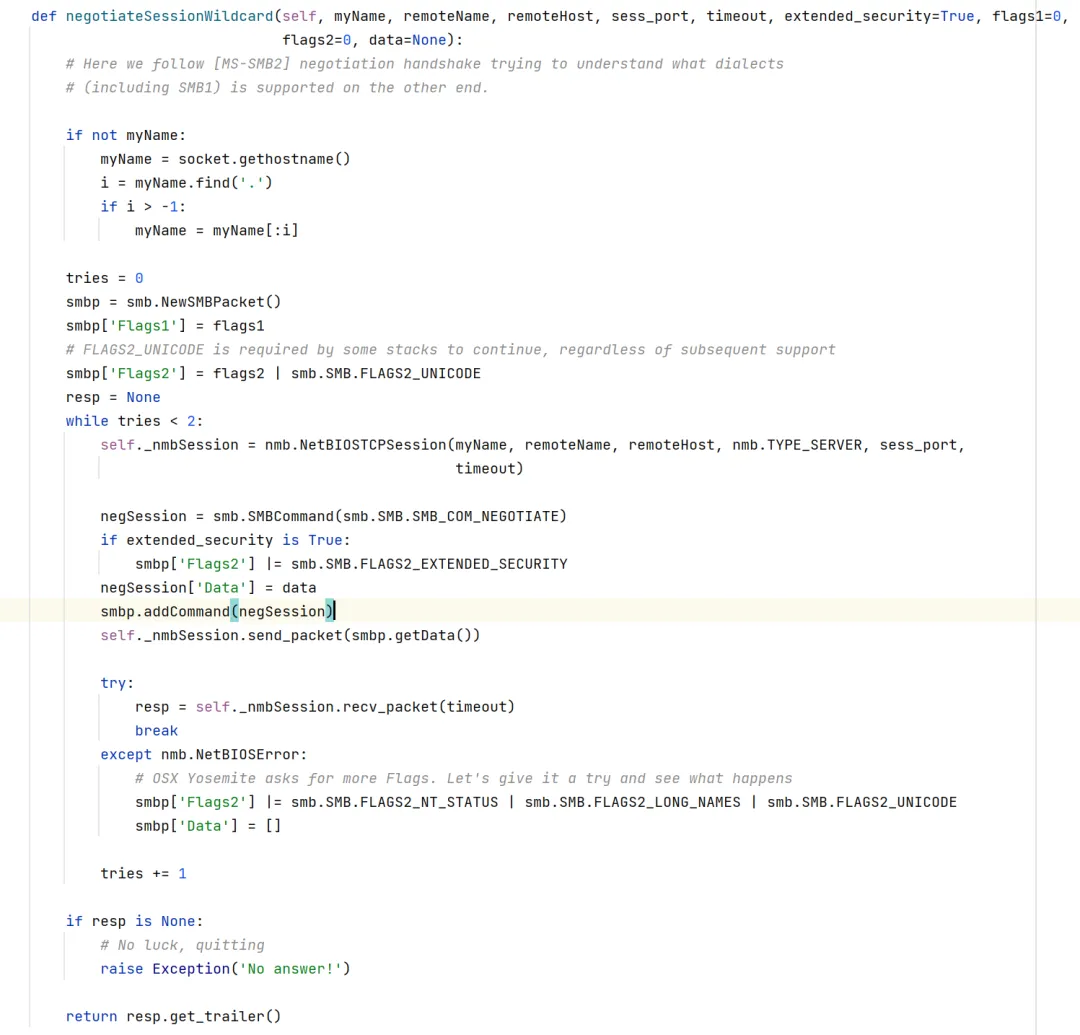 def negotiateSessionWildcard(self, myName, remoteName, remoteHost, sess_port, timeout, extended_security=True, flags1=0,
                             flags2=0, data=None):
    # Here we follow [MS-SMB2] negotiation handshake trying to understand what dialects
    # (including SMB1) is supported on the other end.

    if not myName:
        myName = socket.gethostname()
        i = myName.find('.')
        if i > -1:
            myName = myName[:i]

    tries = 0
    smbp = smb.NewSMBPacket()
    smbp['Flags1'] = flags1
    # FLAGS2_UNICODE is required by some stacks to continue, regardless of subsequent support
    smbp['Flags2'] = flags2 | smb.SMB.FLAGS2_UNICODE
    resp = None
    while tries < 2:
        self._nmbSession = nmb.NetBIOSTCPSession(myName, remoteName, remoteHost, nmb.TYPE_SERVER, sess_port,
                                                 timeout)

        negSession = smb.SMBCommand(smb.SMB.SMB_COM_NEGOTIATE)
        if extended_security is True:
            smbp['Flags2'] |= smb.SMB.FLAGS2_EXTENDED_SECURITY
        negSession['Data'] = data
        smbp.addCommand(negSession)
        self._nmbSession.send_packet(smbp.getData())

        try:
            resp = self._nmbSession.recv_packet(timeout)
            break
        except nmb.NetBIOSError:
            # OSX Yosemite asks for more Flags. Let's give it a try and see what happens
            smbp['Flags2'] |= smb.SMB.FLAGS2_NT_STATUS | smb.SMB.FLAGS2_LONG_NAMES | smb.SMB.FLAGS2_UNICODE
            smbp['Data'] = []

        tries += 1

    if resp is None:
        # No luck, quitting
        raise Exception('No answer!')

    return resp.get_trailer()